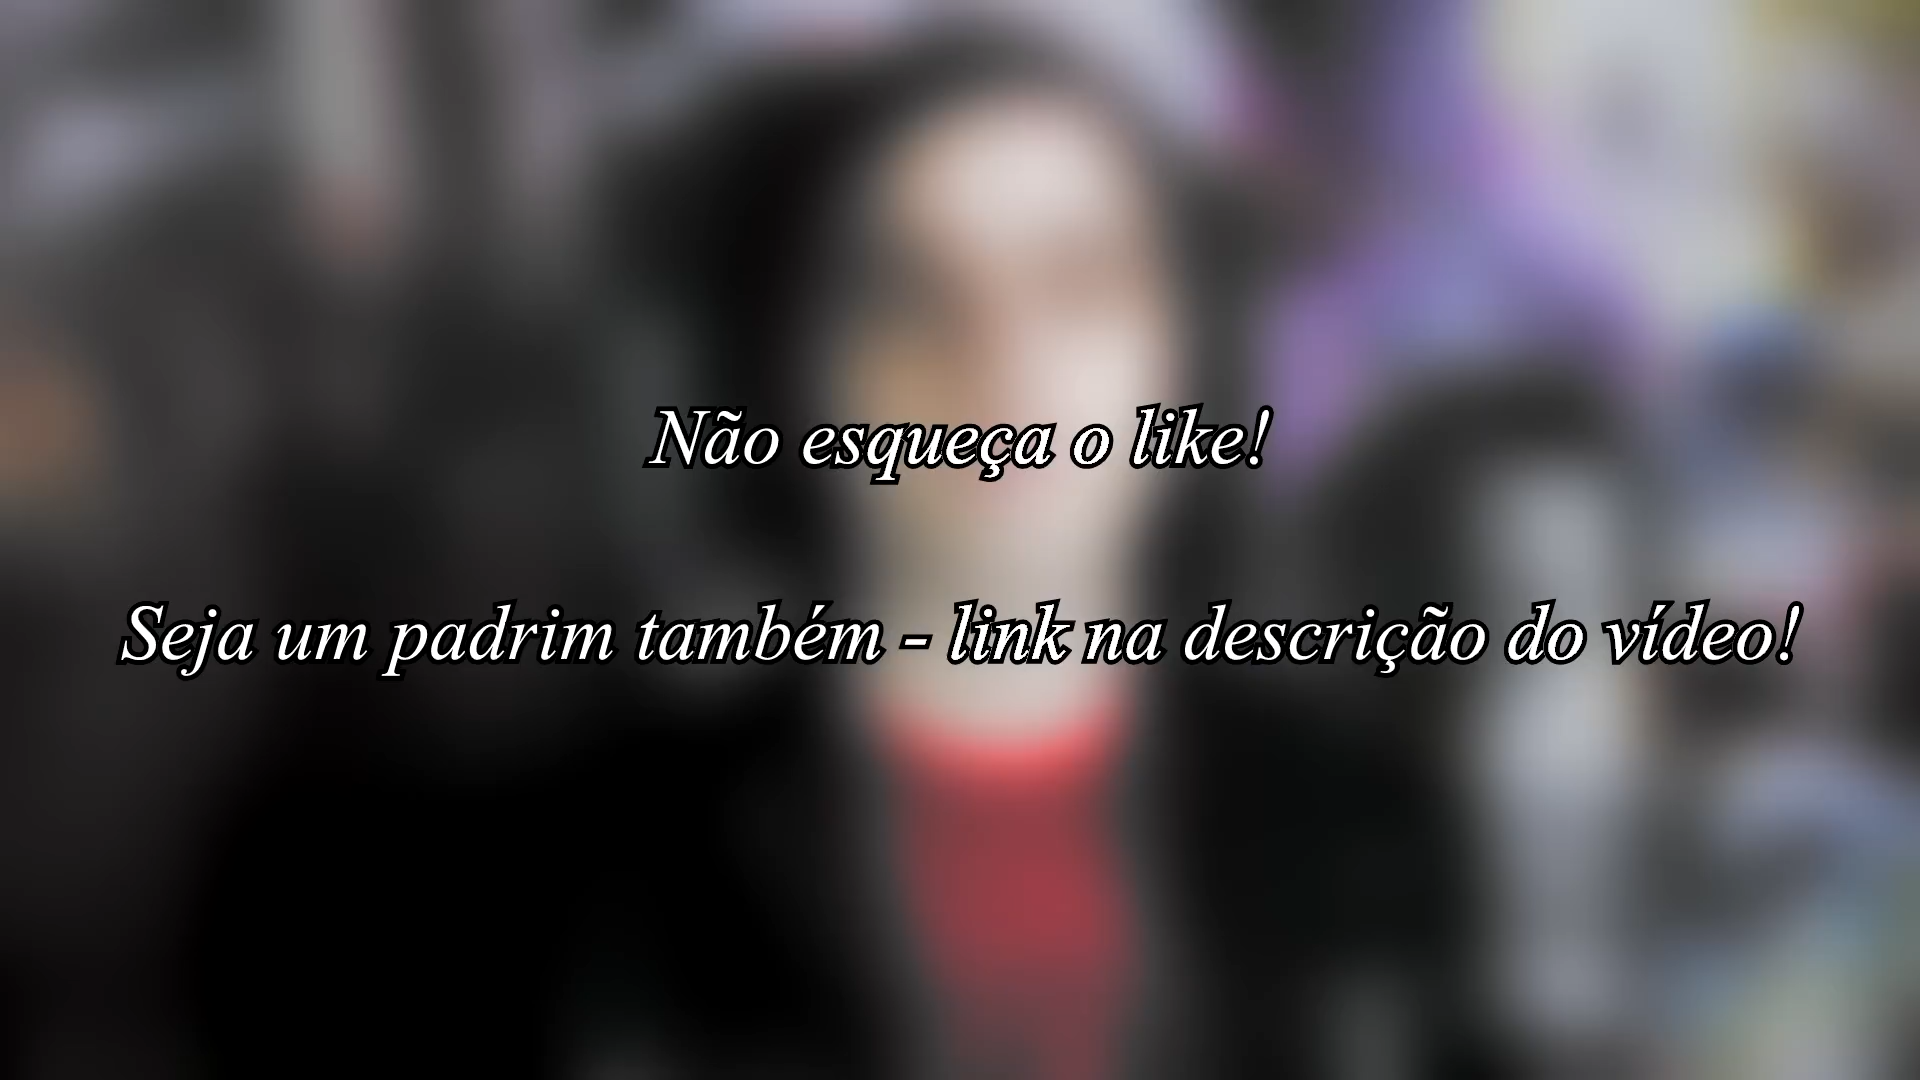 Não esqueça o like!
Seja um padrim também - link na descrição do vídeo!